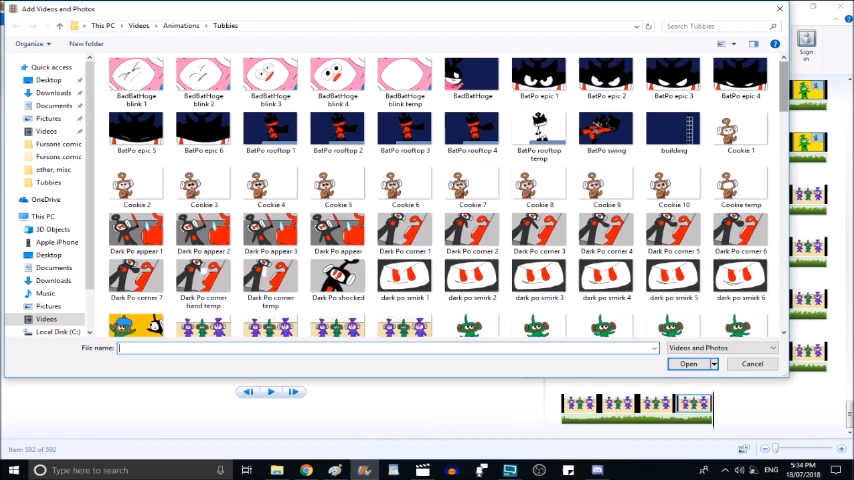 Add Videos and Photos
This PC > Videos > Animations > Tubbies
Search Tubbies
Organize
New folder
Sign in
Quick access
Desktop
Downloads
Documents
Pictures
Videos
Fursons comic
Fursons comic
other, misc
Tubbies
OneDrive
This PC
3D Objects
Apple iPhone
Desktop
Documents
Downloads
Music
Pictures
Videos
Local Disk (C:)
BadBatHoge blink 1
BadBatHoge blink 2
BadBatHoge blink 3
BadBatHoge blink 4
BadBatHoge blink temp
BadBatHoge
BatPo epic 1
BatPo epic 2
BatPo epic 3
BatPo epic 4
BatPo epic 5
BatPo epic 6
BatPo rooftop 1
BatPo rooftop 2
BatPo rooftop 3
BatPo rooftop 4
BatPo rooftop temp
BatPo swing
building
Cookie 1
Cookie 2
Cookie 3
Cookie 4
Cookie 5
Cookie 6
Cookie 7
Cookie 8
Cookie 9
Cookie 10
Cookie temp
Dark Po appear 1
Dark Po appear 2
Dark Po appear 3
Dark Po appear
Dark Po corner 1
Dark Po corner 2
Dark Po corner 3
Dark Po corner 4
Dark Po corner 5
Dark Po corner 6
Dark Po corner 7
Dark Po corner hand temp
Dark Po corner temp
Dark Po shocked
dark po smirk 1
dark po smirk 2
dark po smirk 3
dark po smirk 4
dark po smirk 5
dark po smirk 6
File name:
Videos and Photos
Open
Cancel
Item 592 of 592
Type here to search
ENG
5:34 PM
18/07/2018